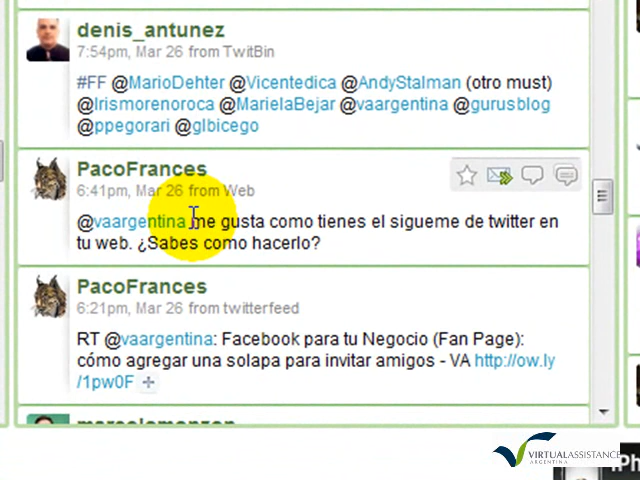 denis_antunez
7:54pm, Mar 26 from TwitBin
#FF @MarioDehter @Vicentedica @AndyStalman (otro must)
@Irismorenoroca @MarielaBejar @vaargentina @gurusblog
@ppegorari @glbicego
PacoFrances
6:41pm, Mar 26 from Web
@vaargentina me gusta como tienes el sigueme de twitter en
tu web. ¿Sabes como hacerlo?
PacoFrances
6:21pm, Mar 26 from twitterfeed
RT @vaargentina: Facebook para tu Negocio (Fan Page):
cómo agregar una solapa para invitar amigos - VA http://ow.ly
/1pw0F
VIRTUALASSISTANCE
ARGENTINA